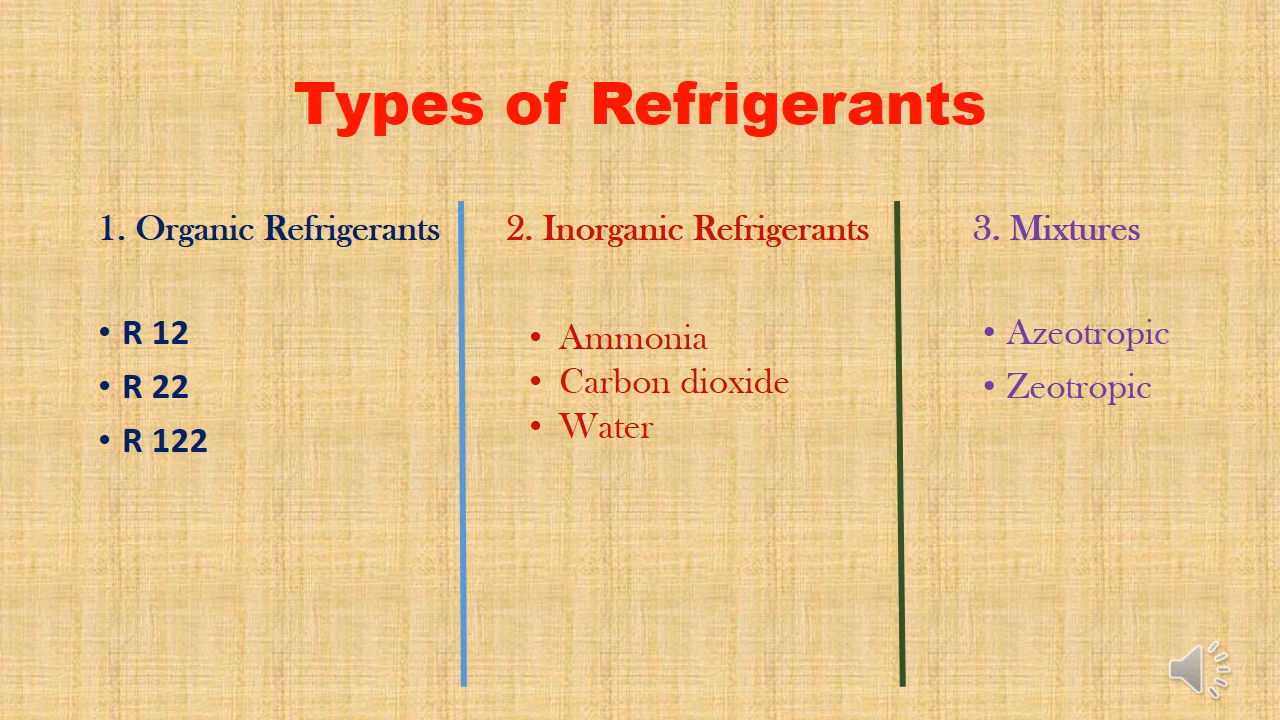 Types of Refrigerants
1. Organic Refrigerants
• R 12
• R 22
• R 122
2. Inorganic Refrigerants
• Ammonia
• Carbon dioxide
• Water
3. Mixtures
• Azeotropic
• Zeotropic